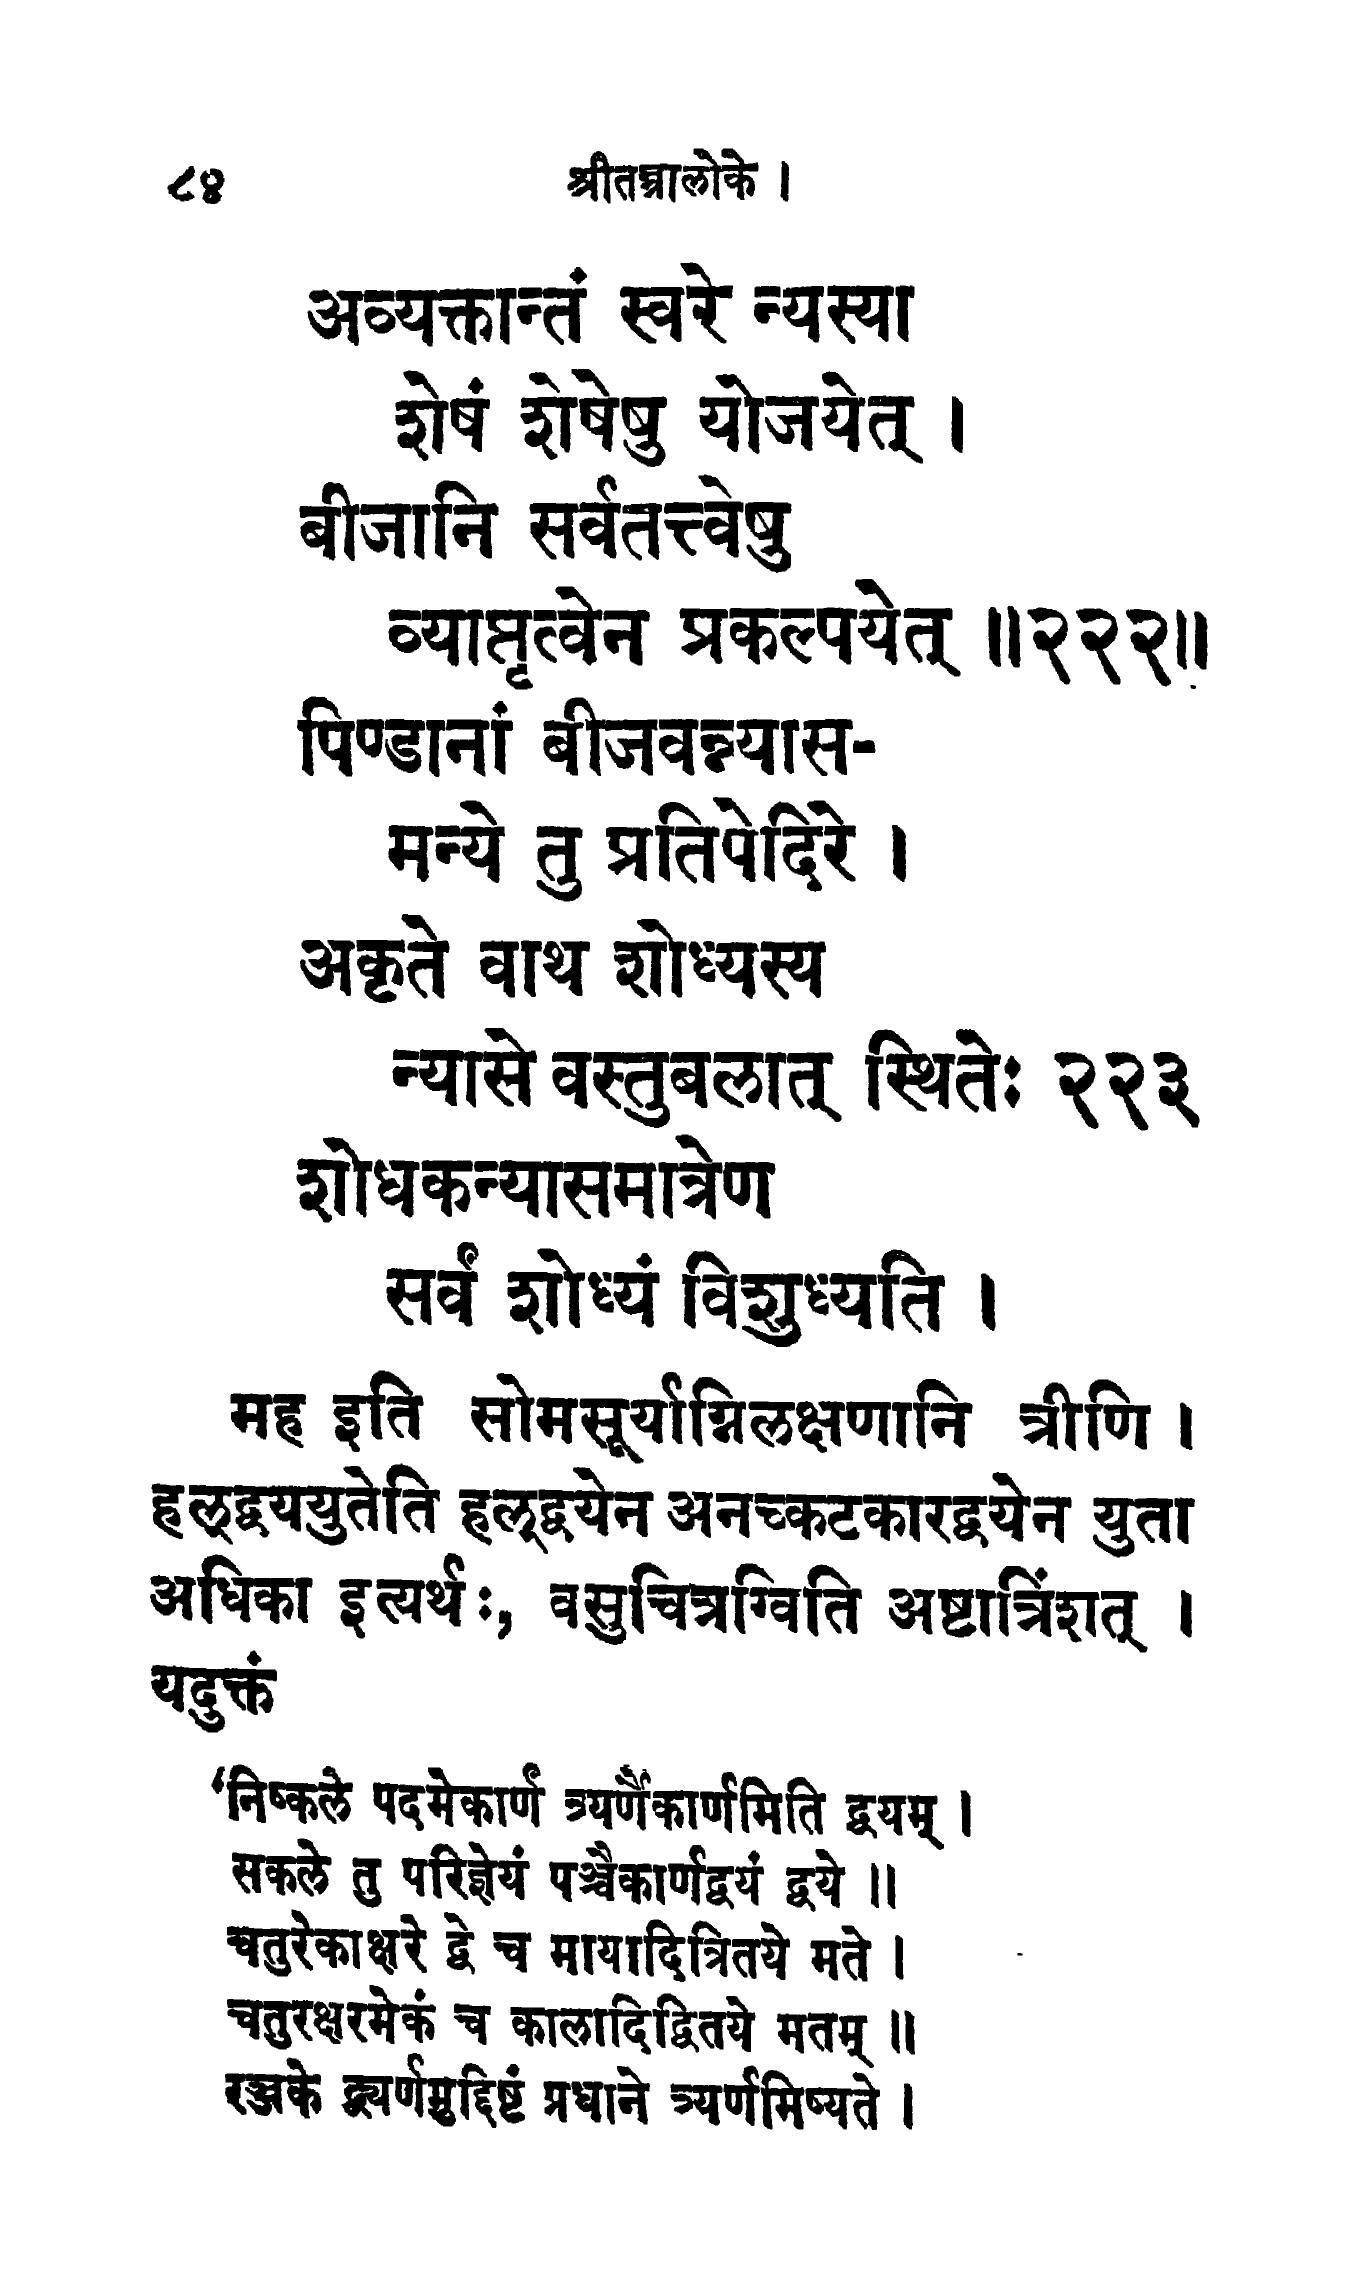 ८४ श्रीतन्त्रालोके ।
अव्यक्तान्तं स्वरे न्यस्या
शेषं शेषेषु योजयेत् ।
बीजानि सर्वतत्त्वेषु
व्याप्तृत्वेन प्रकल्पयेत् ॥२२२॥
पिण्डानां बीजवन्न्यास-
मन्ये तु प्रतिपेदिरे ।
अकृते वाथ शोध्यस्य
न्यासे वस्तुबलात् स्थितेः २२३
शोधकन्यासमात्रेण
सर्वं शोध्यं विशुध्यति ।
मह इति सोमसूर्याग्निलक्षणानि त्रीणि ।
हल्द्वययुतेति हल्द्वयेन अनच्कटकारद्वयेन युता
अधिका इत्यर्थः, वसुचित्रग्विति अष्टात्रिंशत् ।
यदुक्तं
'निष्कले पदमेकार्णं त्र्यर्णैकार्णमिति द्वयम् ।
सकले तु परिज्ञेयं पञ्चैकार्णद्वयं द्वये ॥
चतुरेकाक्षरे द्वे च मायादित्रितये मते ।
चतुरक्षरमेकं च कालादिद्वितये मतम् ॥
रञ्जके द्व्यर्णमुद्दिष्टं प्रधाने त्र्यर्णमिष्यते ।